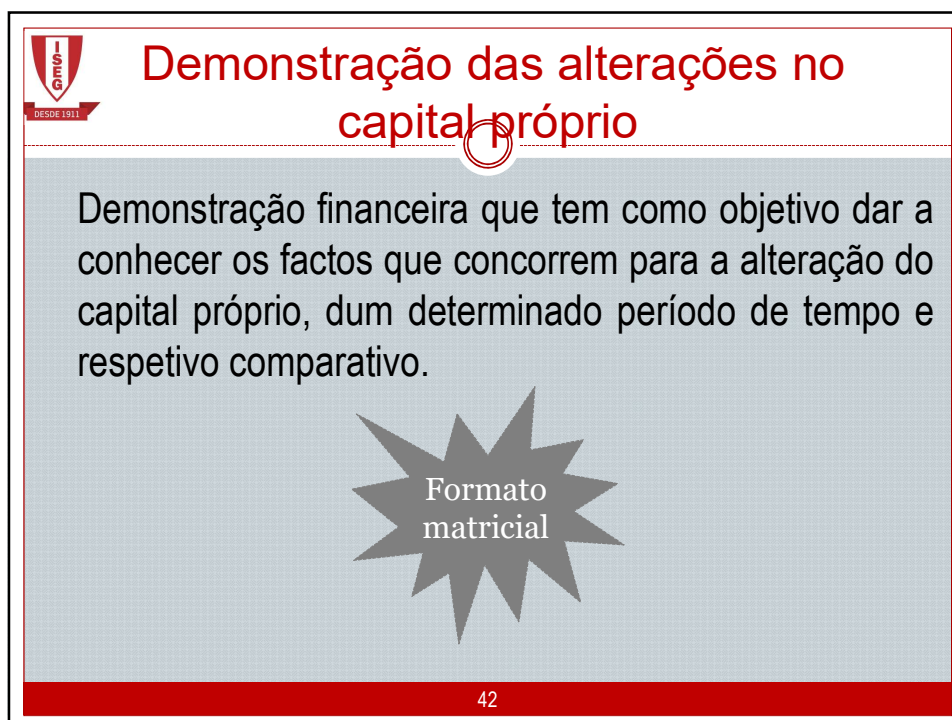 ISEG
DESDE 1911
Demonstração das alterações no
capital próprio
Demonstração financeira que tem como objetivo dar a
conhecer os factos que concorrem para a alteração do
capital próprio, dum determinado período de tempo e
respetivo comparativo.
Formato
matricial
42